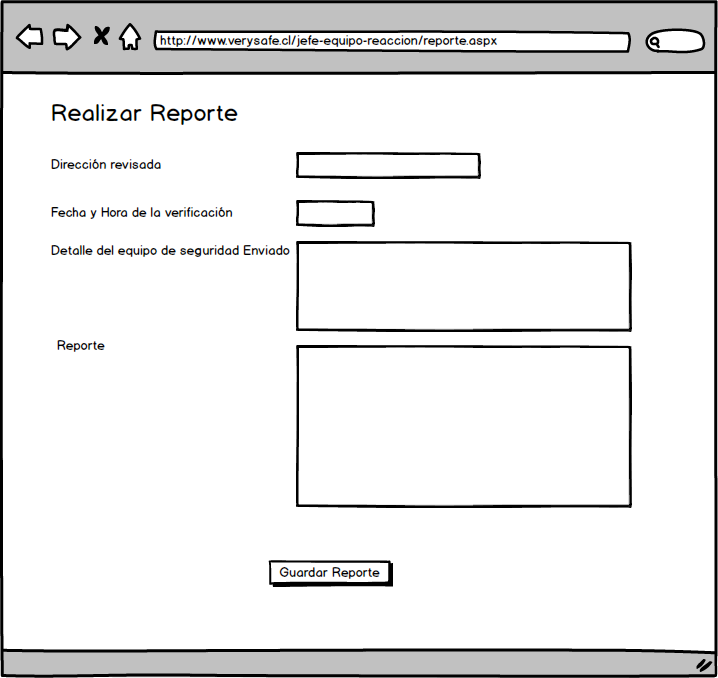 http://www.verysafe.cl/jefe-equipo-reaccion/reporte.aspx
Realizar Reporte
Dirección revisada
Fecha y Hora de la verificación
Detalle del equipo de seguridad Enviado
Reporte
Guardar Reporte